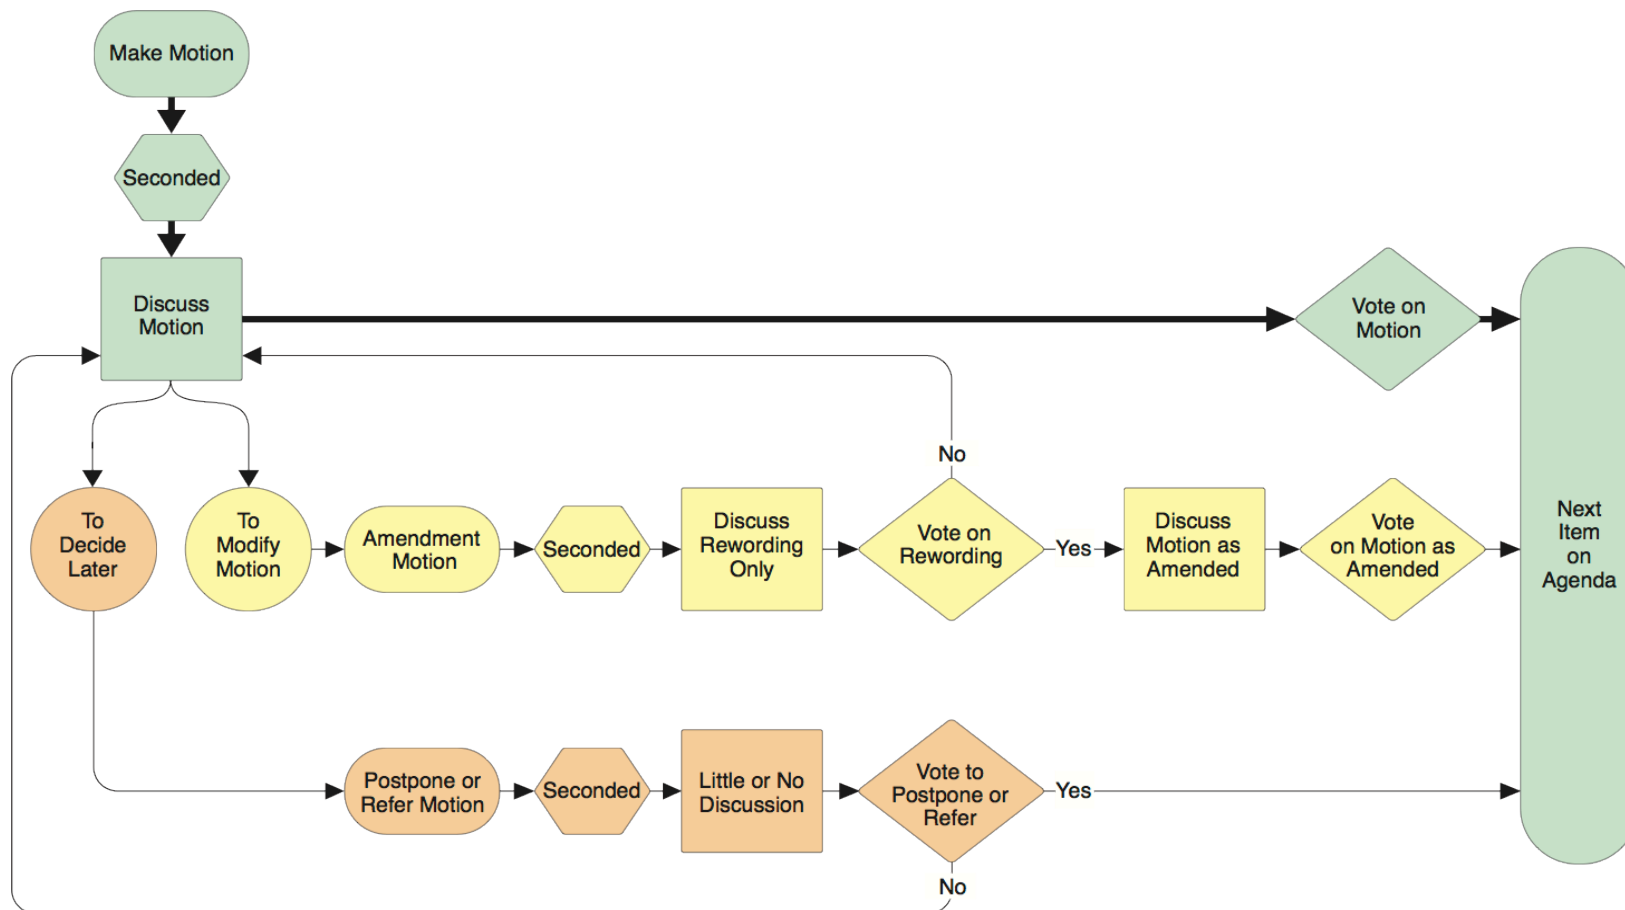 Make Motion
Seconded
Discuss
Motion
Vote on
Motion
No
To
Decide
Later
To
Modify
Motion
Amendment
Motion
Seconded
Discuss
Rewording
Only
Vote on
Rewording
Yes
Discuss
Motion as
Amended
Vote
on Motion as
Amended
Next
Item
on
Agenda
Postpone or
Refer Motion
Seconded
Little or No
Discussion
Vote to
Postpone or
Refer
Yes
No